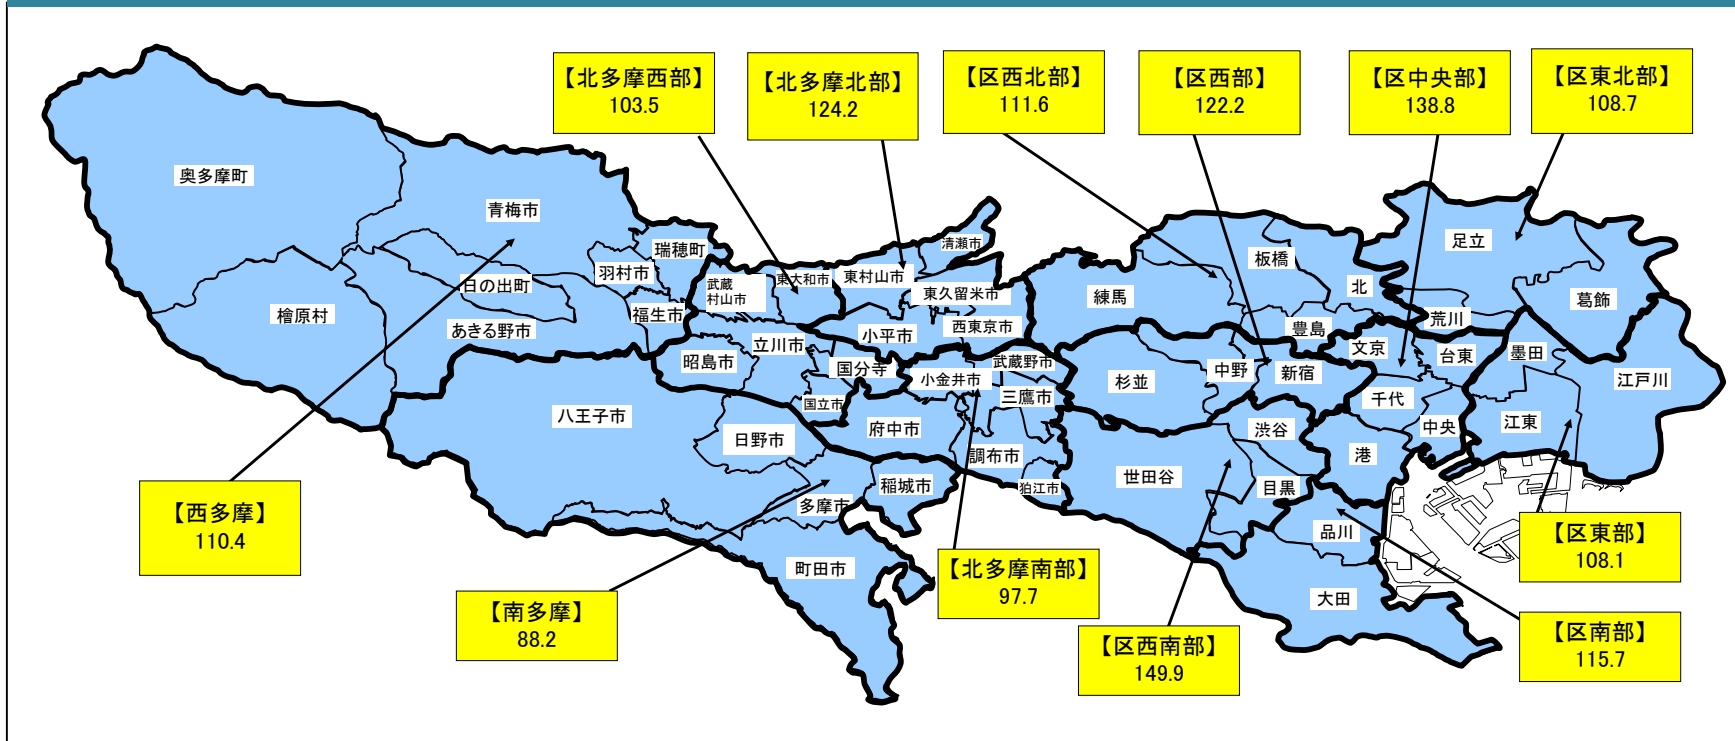 【北多摩西部】
103.5
【北多摩北部】
124.2
【区西北部】
111.6
【区西部】
122.2
【区中央部】
138.8
【区東北部】
108.7
奥多摩町
青梅市
瑞穂町
羽村市
日の出町
檜原村
あきる野市
福生市
武蔵
村山市
東大和市
東村山市
清瀬市
東久留米市
小平市
西東京市
立川市
昭島市
国分寺
国立市
小金井市
武蔵野市
三鷹市
府中市
調布市
狛江市
八王子市
日野市
多摩市
稲城市
町田市
練馬
板橋
北
豊島
足立
葛飾
荒川
文京
台東
墨田
江戸川
江東
杉並
中野
新宿
千代
中央
渋谷
港
世田谷
目黒
品川
大田
【西多摩】
110.4
【南多摩】
88.2
【北多摩南部】
97.7
【区西南部】
149.9
【区東部】
108.1
【区南部】
115.7